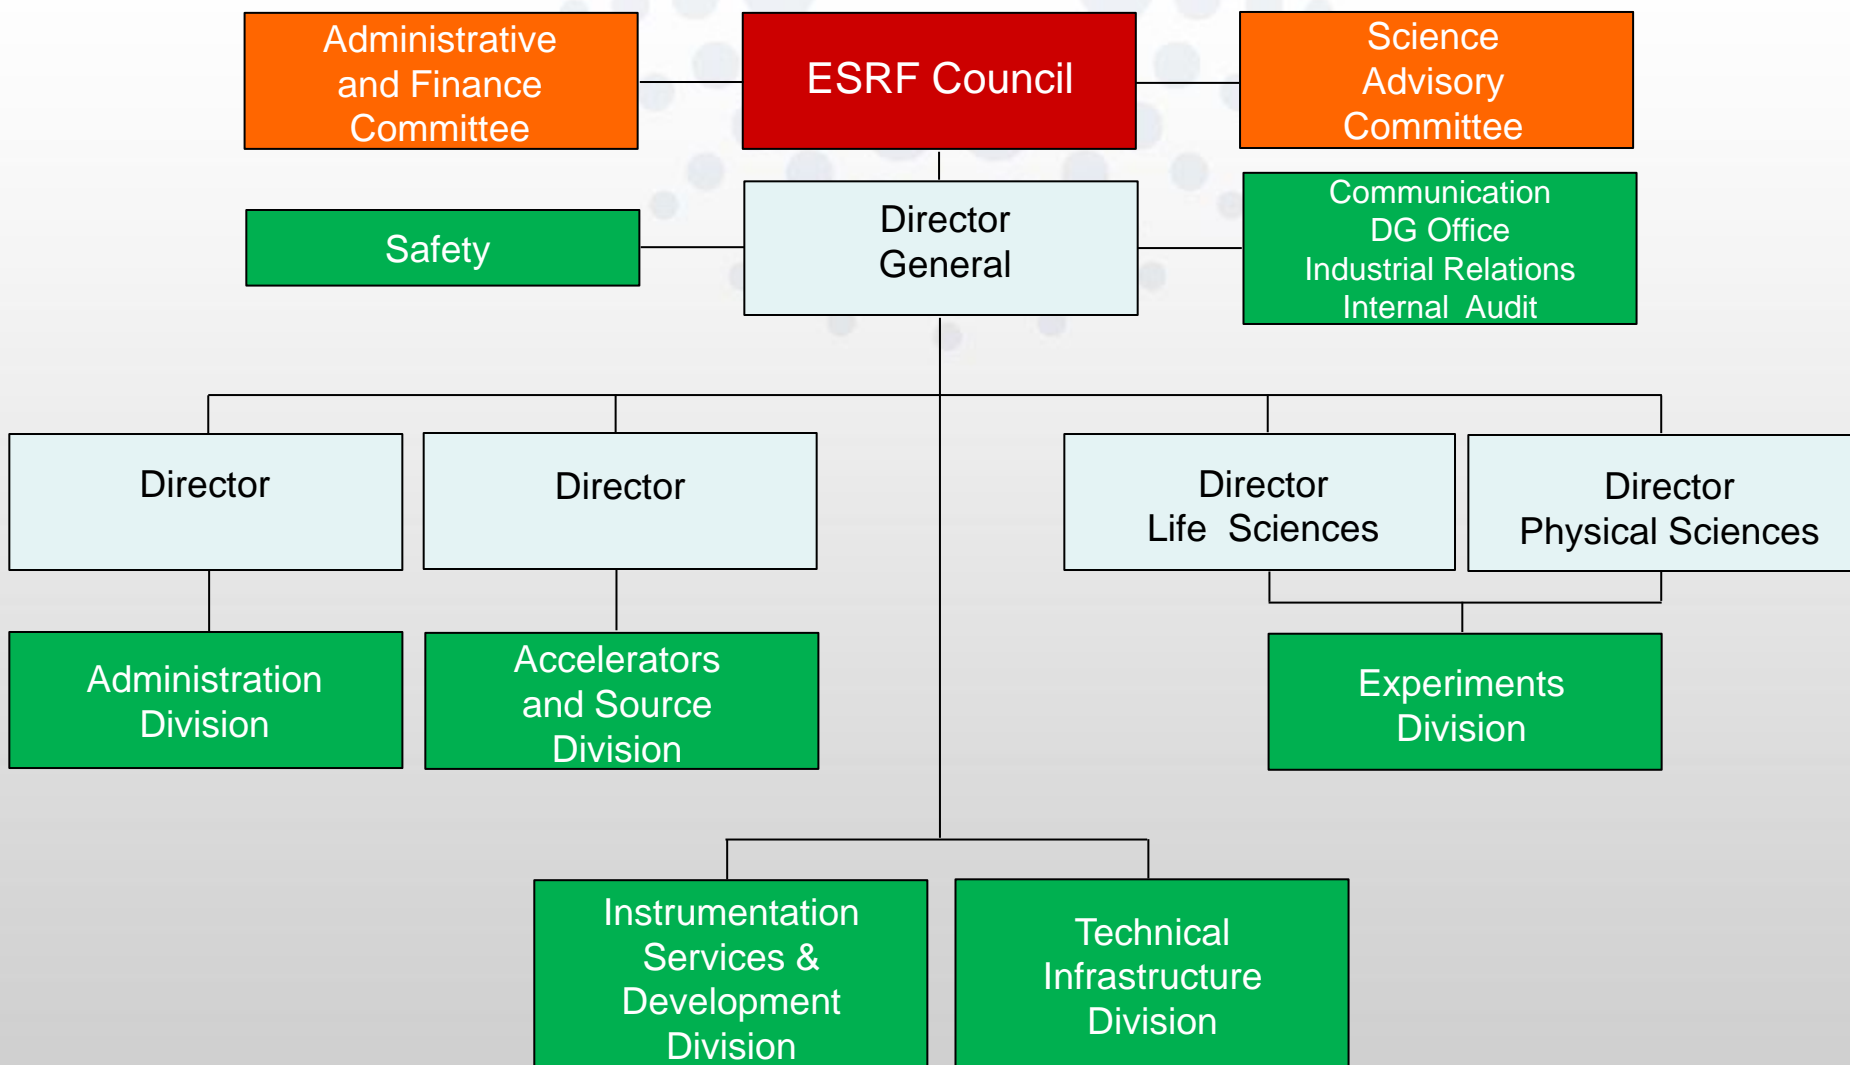 Administrative
and Finance
Committee
ESRF Council
Science
Advisory
Committee
Safety
Director
General
Communication
DG Office
Industrial Relations
Internal Audit
Director
Director
Director
Life Sciences
Director
Physical Sciences
Administration
Division
Accelerators
and Source
Division
Experiments
Division
Instrumentation
Services &
Development
Division
Technical
Infrastructure
Division